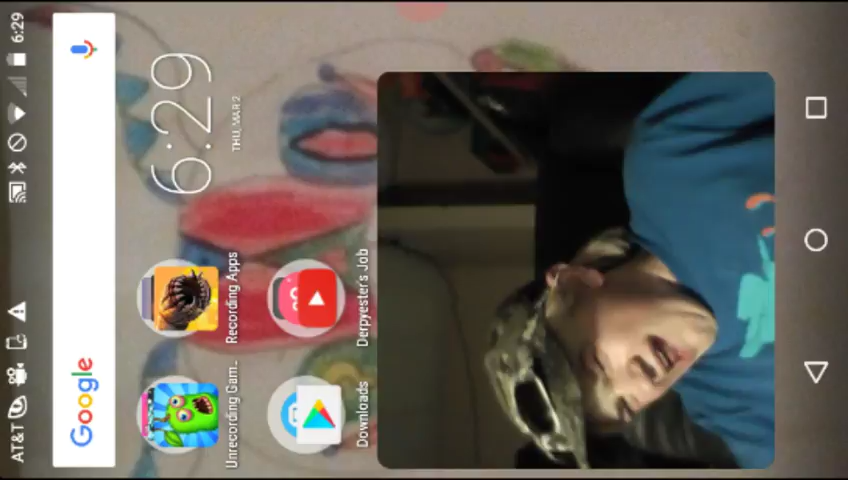 AT&T
6:29
Google
6:29
THU, MAR 2
Unrecording Gam..
Recording Apps
Downloads
Derpyester's Job